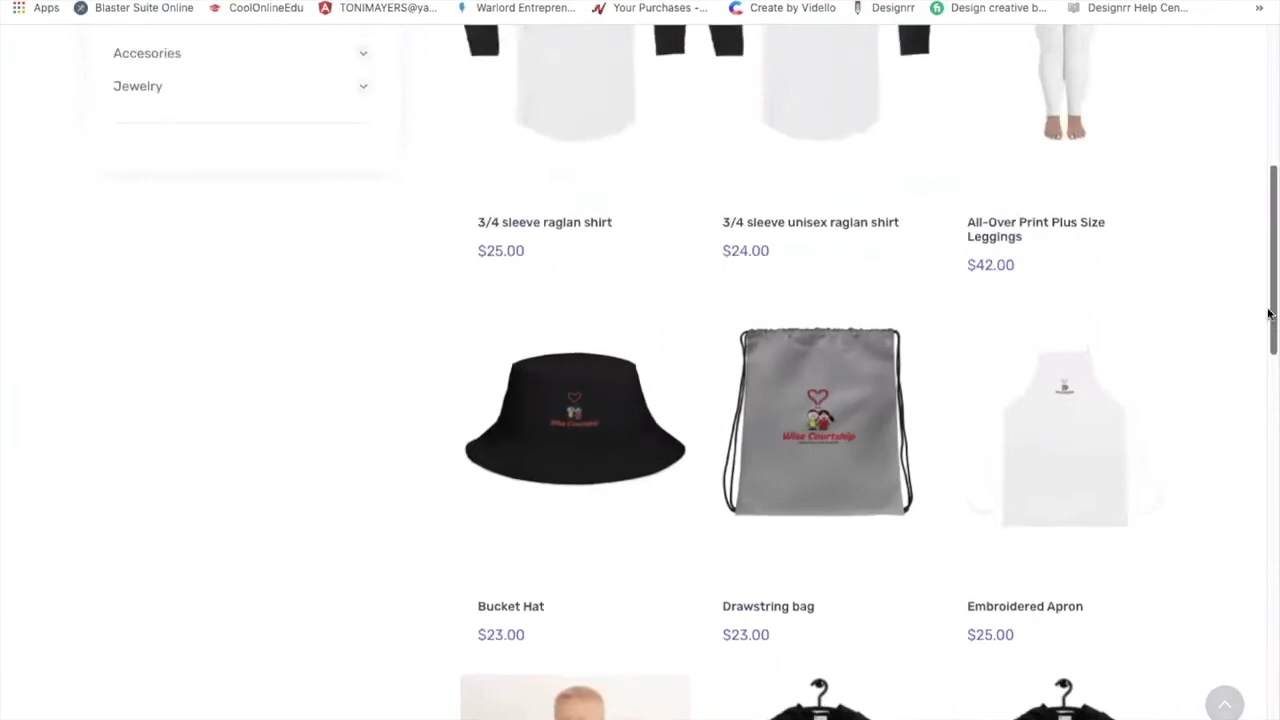 Apps
Blaster Suite Online
CoolOnlineEdu
TONIMAYERS@ya...
Warlord Entrepren...
Your Purchases -...
Create by Vidello
Designrr
Design creative b...
Designrr Help Cen...
»
Accesories
Jewelry
3/4 sleeve raglan shirt
3/4 sleeve unisex raglan shirt
All-Over Print Plus Size
Leggings
$25.00
$24.00
$42.00
Wise Courtship
Wise Courtship
Bucket Hat
Drawstring bag
Embroidered Apron
$23.00
$23.00
$25.00